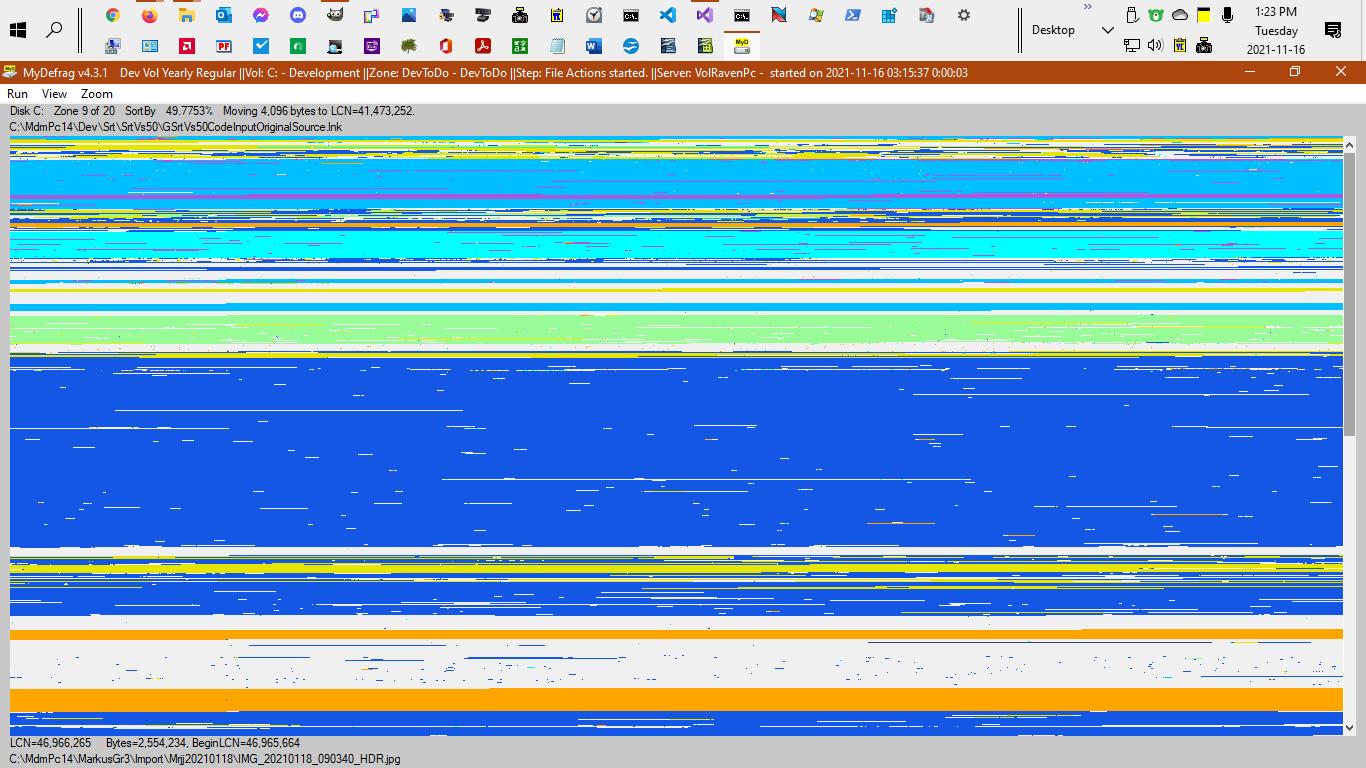 1:23 PM
Desktop
Tuesday
2021-11-16
MyDefrag v4.3.1 Dev Vol Yearly Regular ||Vol: C: - Development ||Zone: DevToDo - DevToDo ||Step: File Actions started. ||Server: VolRavenPc - started on 2021-11-16 03:15:37 0:00:03
Run View Zoom
Disk C: Zone 9 of 20 SortBy 49.7753% Moving 4,096 bytes to LCN=41,473,252.
C:\MdmPc14\Dev\Srt\SrtVs50\GSrtVs50CodeInputOriginalSource.lnk
LCN=46,966,265 Bytes=2,554,234, BeginLCN=46,965,664
C:\MdmPc14\MarkusGr3\Import\Mrjj20210118\IMG_20210118_090340_HDR.jpg